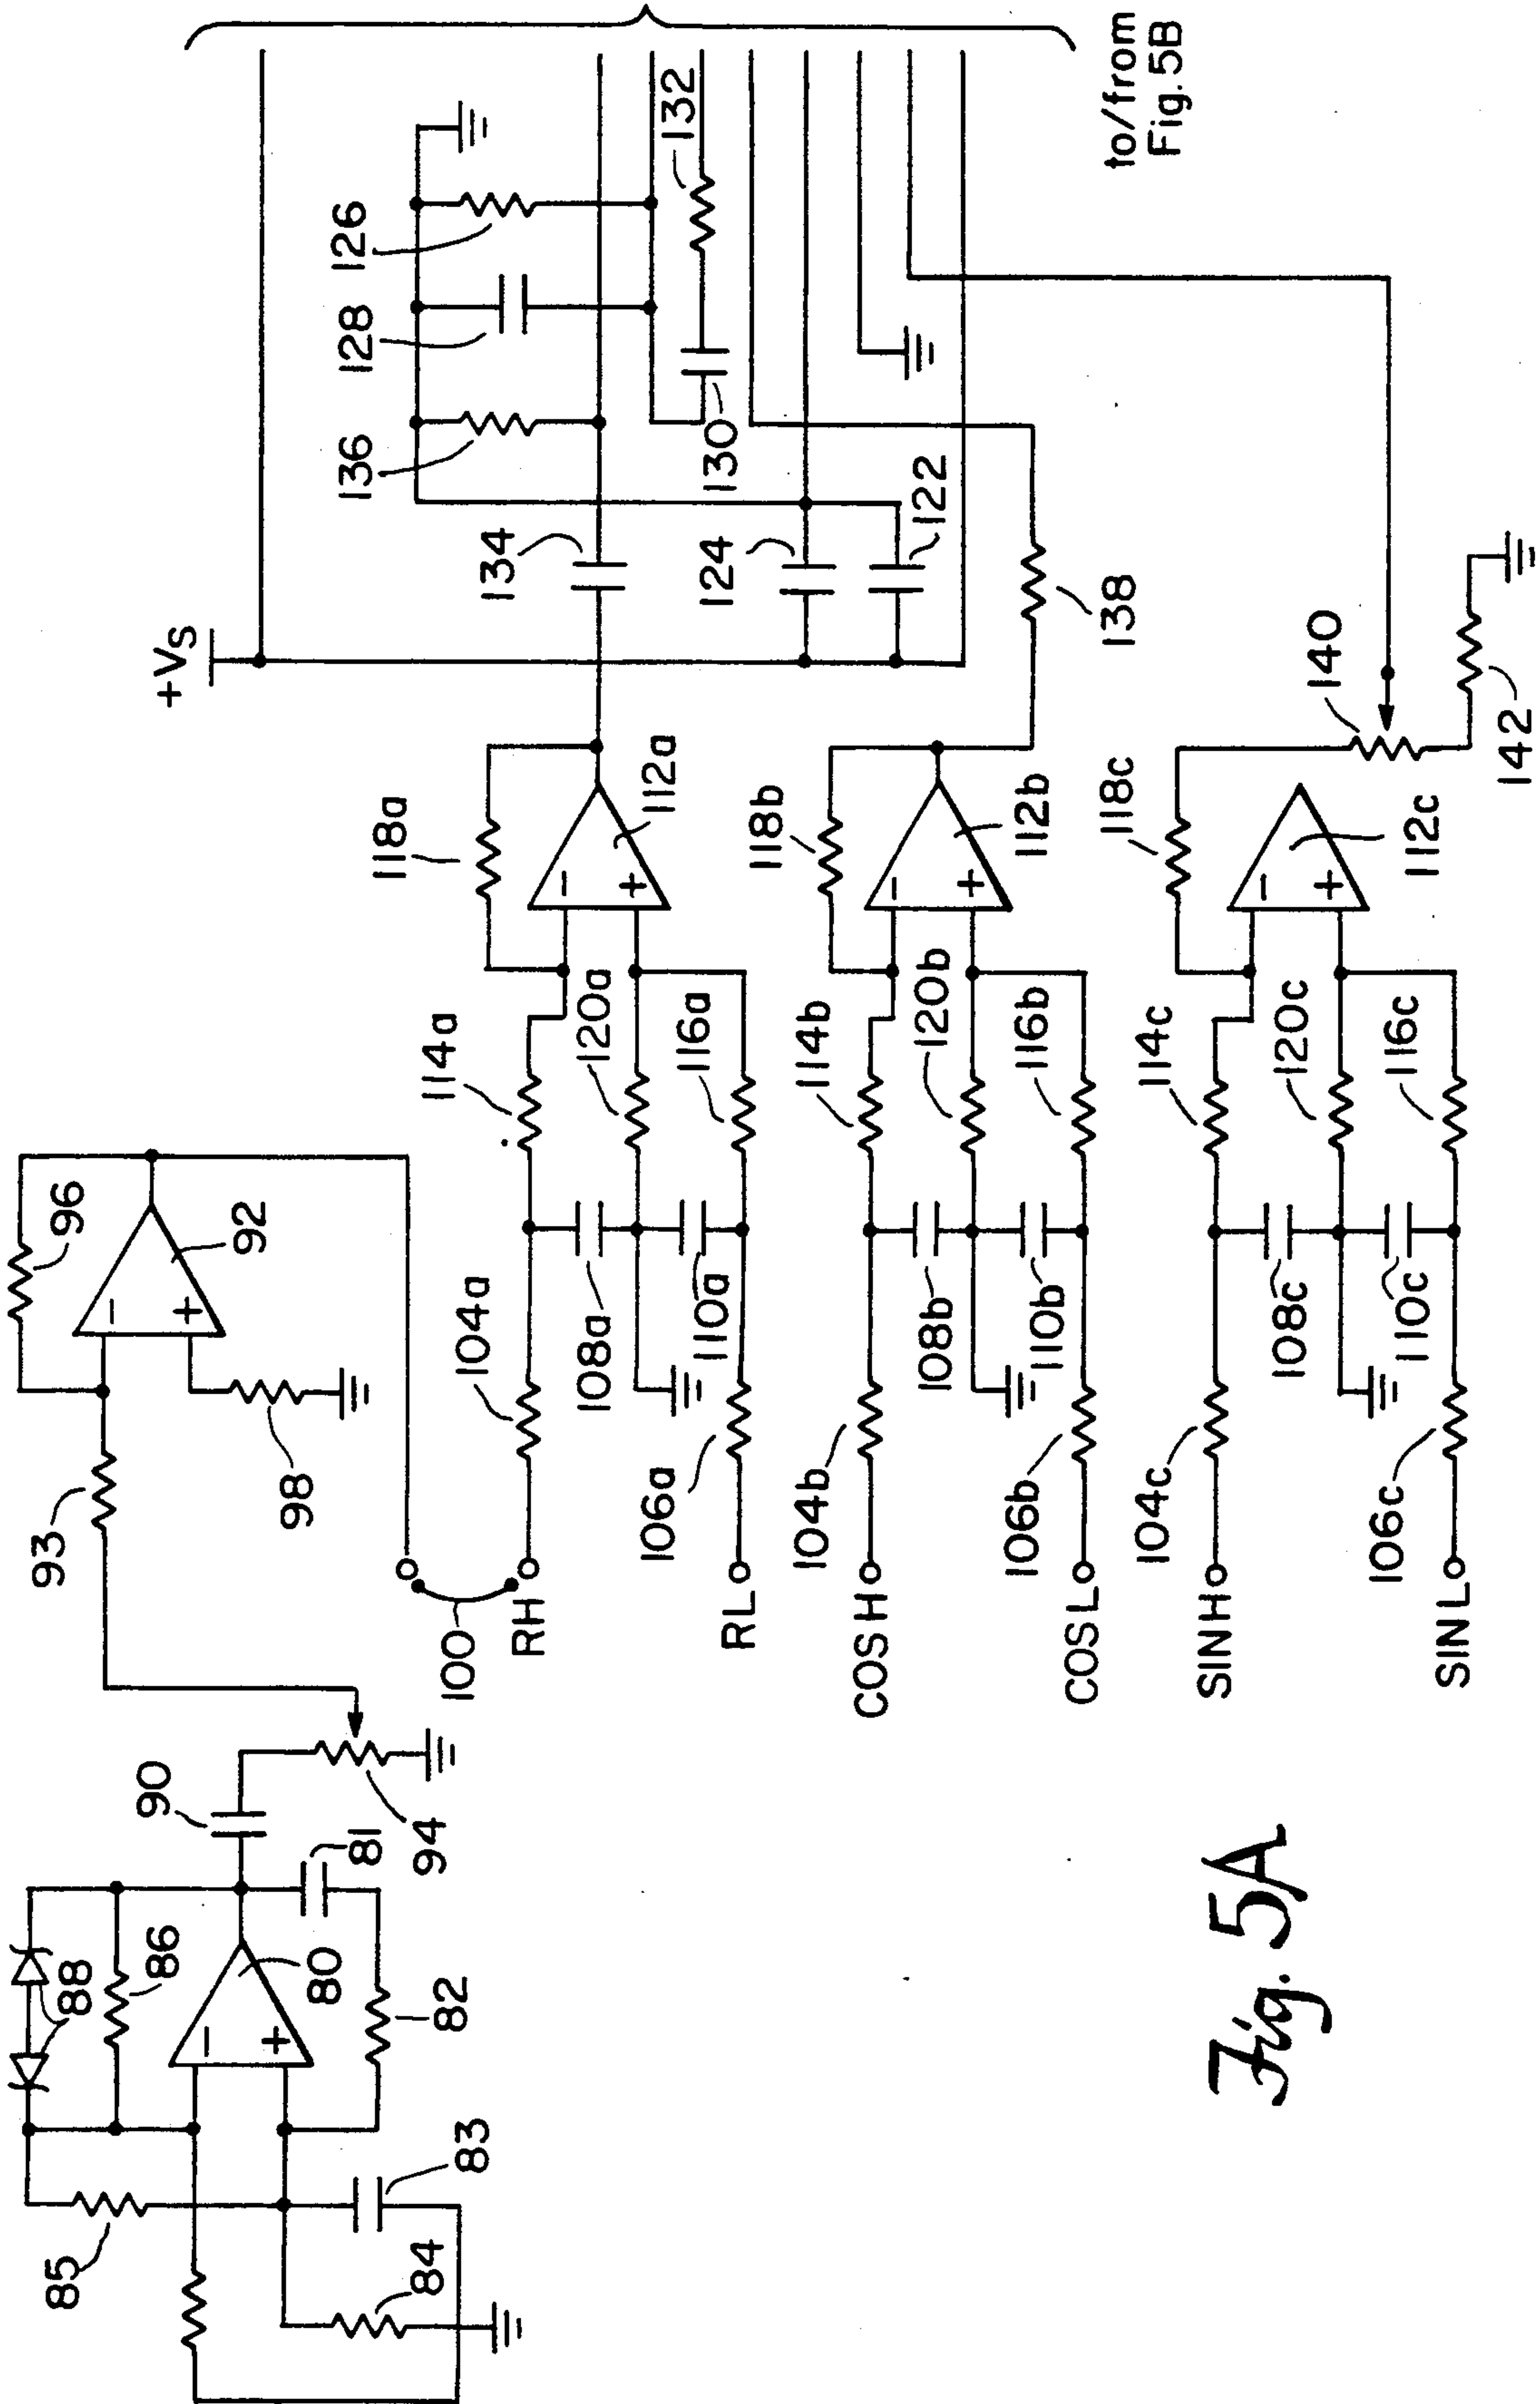 96
93
92
98
90
88
86
81
80
94
82
85
83
84
100
RH
RL
COS H
COS L
SIN H
SIN L
104a
114a
108a
120a
110a
106a
116a
118a
112a
104b
114b
108b
120b
110b
106b
116b
118b
112b
104c
114c
108c
120c
110c
106c
116c
118c
112c
+VS
134
136
128
126
132
130
124
122
138
140
142
- + - + - + - + - +
to/from
Fig. 5B
Fig. 5A